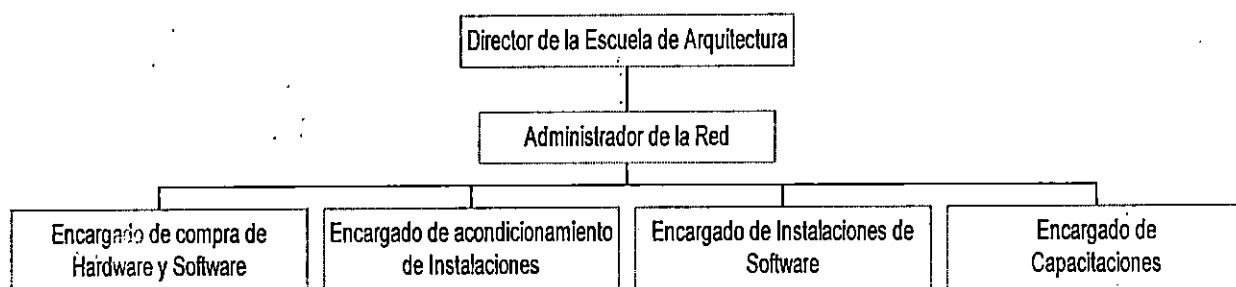 Director de la Escuela de Arquitectura
Administrador de la Red
Encargado de compra de
Hardware y Software
Encargado de acondicionamiento
de Instalaciones
Encargado de Instalaciones de
Software
Encargado de
Capacitaciones